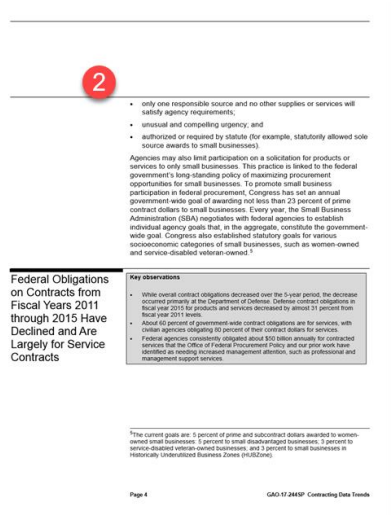 2
• only one responsible source and no other supplies or services will
satisfy agency requirements;
• unusual and compelling urgency; and
• authorized or required by statute (for example, statutorily allowed sole
source awards to small businesses).
Agencies may also limit participation on a solicitation for products or
services to only small businesses. This practice is linked to the federal
government's long-standing policy of maximizing procurement
opportunities for small businesses. To promote small business
participation in federal procurement, Congress has set an annual
government-wide goal of awarding not less than 23 percent of prime
contract dollars to small businesses. Every year, the Small Business
Administration (SBA) negotiates with federal agencies to establish
individual agency goals that, in the aggregate, constitute the government-
wide goal. Congress also established statutory goals for various
socioeconomic categories of small businesses, such as women-owned
and service-disabled veteran-owned.⁵
Federal Obligations
on Contracts from
Fiscal Years 2011
through 2015 Have
Declined and Are
Largely for Service
Contracts
Key observations
• While overall contract obligations decreased over the 5-year period, the decrease
occurred primarily at the Department of Defense. Defense contract obligations in
fiscal year 2015 for products and services decreased by almost 31 percent from
fiscal year 2011 levels.
• About 60 percent of government-wide contract obligations are for services, with
civilian agencies obligating 80 percent of their contract dollars for services.
• Federal agencies consistently obligated about $50 billion annually for contracted
services that the Office of Federal Procurement Policy and our prior work have
identified as needing increased management attention, such as professional and
management support services.
⁵The current goals are: 5 percent of prime and subcontract dollars awarded to women-
owned small businesses: 5 percent to small disadvantaged businesses; 3 percent to
service-disabled veteran-owned businesses; and 3 percent to small businesses in
Historically Underutilized Business Zones (HUBZone).
Page 4
GAO-17-244SP Contracting Data Trends